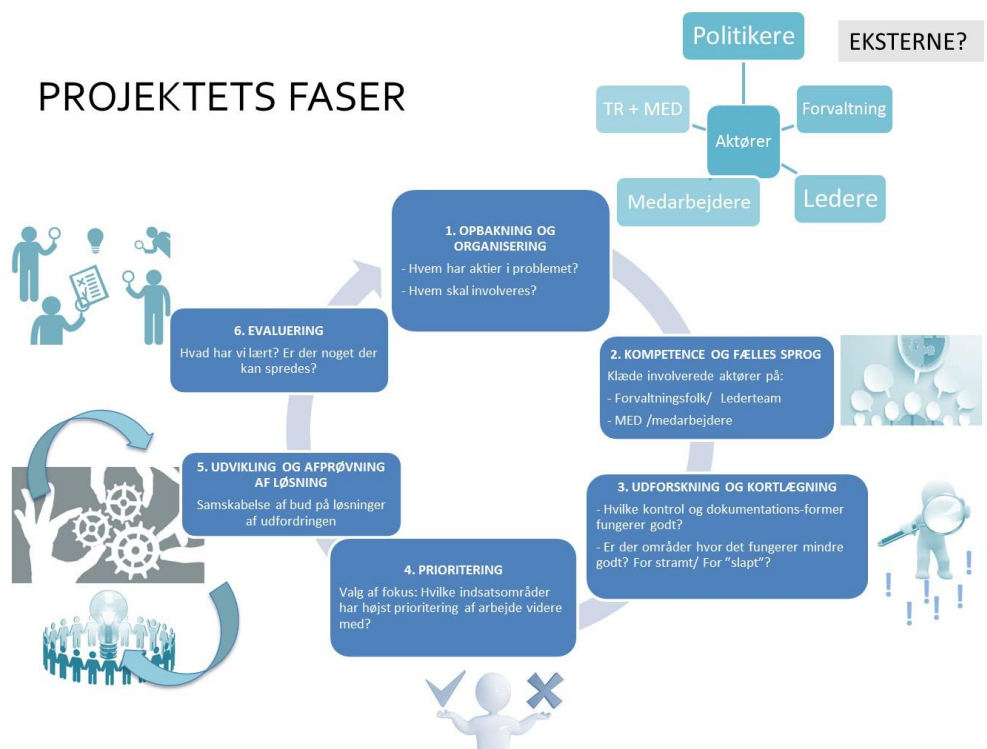 PROJEKTETS FASER
Politikere
EKSTERNE?
TR + MED
Aktører
Forvaltning
Medarbejdere
Ledere
1. OPBAKNING OG
ORGANISERING
- Hvem har aktier i problemet?
- Hvem skal involveres?
2. KOMPETENCE OG FÆLLES SPROG
Klæde involverede aktører på:
- Forvaltningsfolk/ Lederteam
- MED /medarbejdere
3. UDFORSKNING OG KORTLÆGNING
- Hvilke kontrol og dokumentations-former
fungerer godt?
- Er der områder hvor det fungerer mindre
godt? For stramt/ For ”slapt”?
4. PRIORITERING
Valg af fokus: Hvilke indsatsområder
har højst prioritering af arbejde videre
med?
5. UDVIKLING OG AFPRØVNING
AF LØSNING
Samskabelse af bud på løsninger
af udfordringen
6. EVALUERING
Hvad har vi lært? Er der noget der
kan spredes?